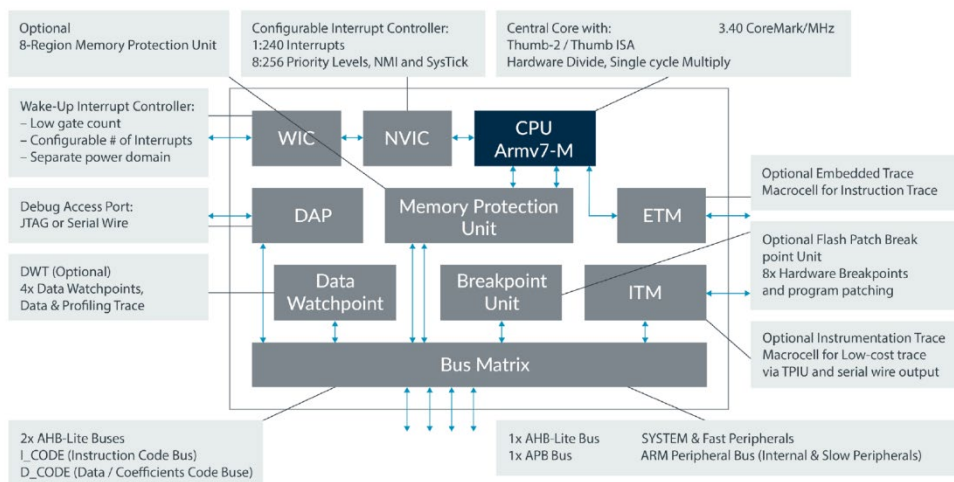 Optional
8-Region Memory Protection Unit
Configurable Interrupt Controller:
1:240 Interrupts
8:256 Priority Levels, NMI and SysTick
Central Core with: 3.40 CoreMark/MHz
Thumb-2 / Thumb ISA
Hardware Divide, Single cycle Multiply
Wake-Up Interrupt Controller:
– Low gate count
– Configurable # of Interrupts
– Separate power domain
WIC
NVIC
CPU
Armv7-M
Optional Embedded Trace
Macrocell for Instruction Trace
Debug Access Port:
JTAG or Serial Wire
DAP
Memory Protection
Unit
ETM
Optional Flash Patch Break
point Unit
8x Hardware Breakpoints
and program patching
DWT (Optional)
4x Data Watchpoints,
Data & Profiling Trace
Data
Watchpoint
Breakpoint
Unit
ITM
Optional Instrumentation Trace
Macrocell for Low-cost trace
via TPIU and serial wire output
Bus Matrix
2x AHB-Lite Buses
I_CODE (Instruction Code Bus)
D_CODE (Data / Coefficients Code Buse)
1x AHB-Lite Bus SYSTEM & Fast Peripherals
1x APB Bus ARM Peripheral Bus (Internal & Slow Peripherals)